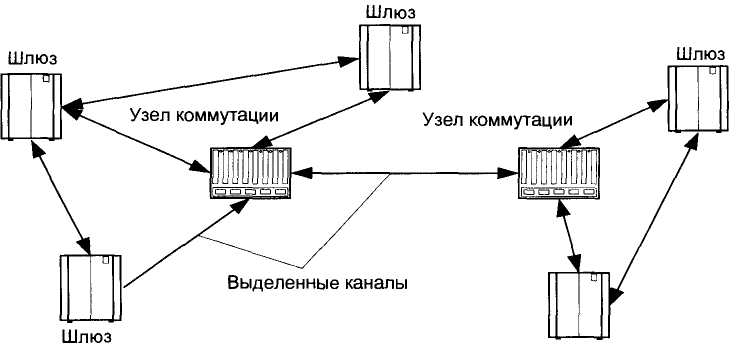 Шлюз
Шлюз
Шлюз
Узел коммутации
Узел коммутации
Выделенные каналы
Шлюз